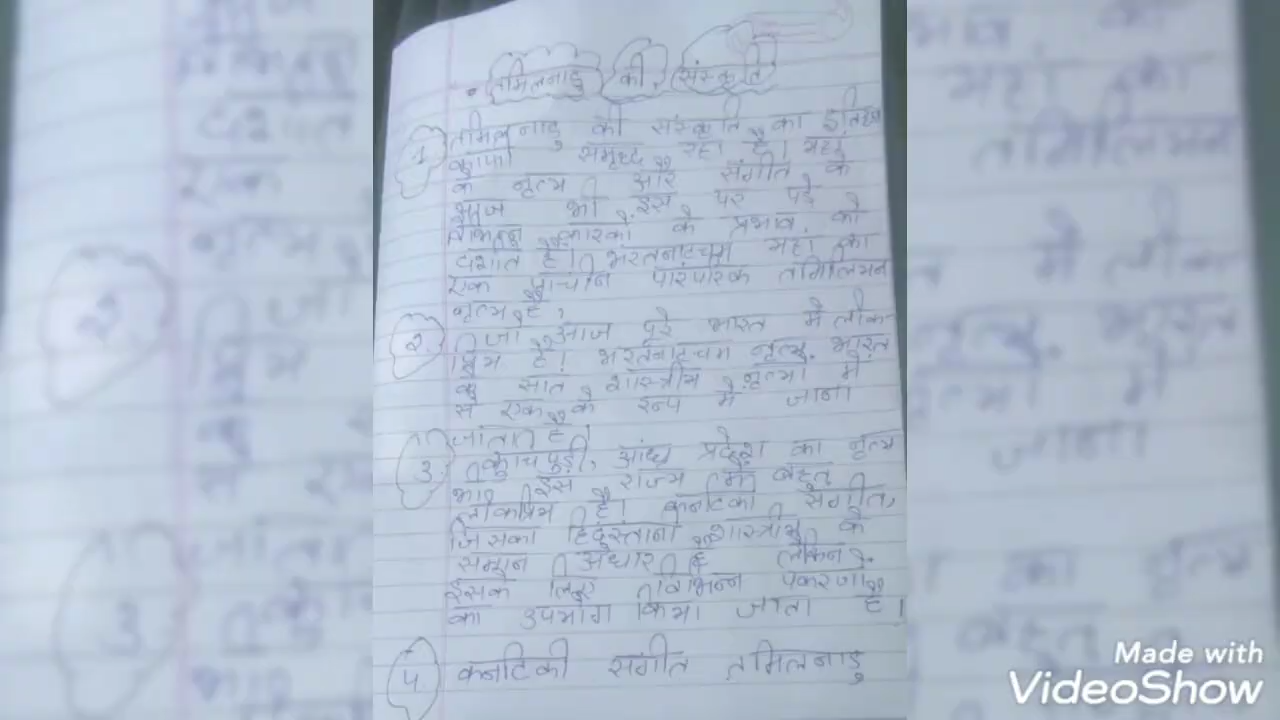 तमिलनाडु की संस्कृति
1 तमिलनाडु की संस्कृति का इतिहास
काफी समृध्द रहा है। यहां
के नृत्य और संगीत के
भी इस पर पड़े
विभिन्न कारकों के प्रभाव को
दर्शाते है। भरतनाट्यम यहां का
एक प्राचीन पारंपारिक तमिलियन
नृत्य है,
2 जो आज पूरे भारत में लोक-
प्रिय है! भरतनाट्यम नृत्य, भारत
के सात शास्त्रीय नृत्यों में
से एक के रूप में जाना
जाता है!
3 कुचिपुड़ी, आंध्र प्रदेश का नृत्य
भी इस राज्य में बहुत
लोकप्रिय है। कर्नाटकी संगीत,
जिसका हिंदुस्तानी शास्त्रीय के
समान आधार है लेकिन
इसके लिए विभिन्न
का उपयोग किया जाता है।
4. कर्नाटिकी संगीत तमिलनाडु
Made with
VideoShow